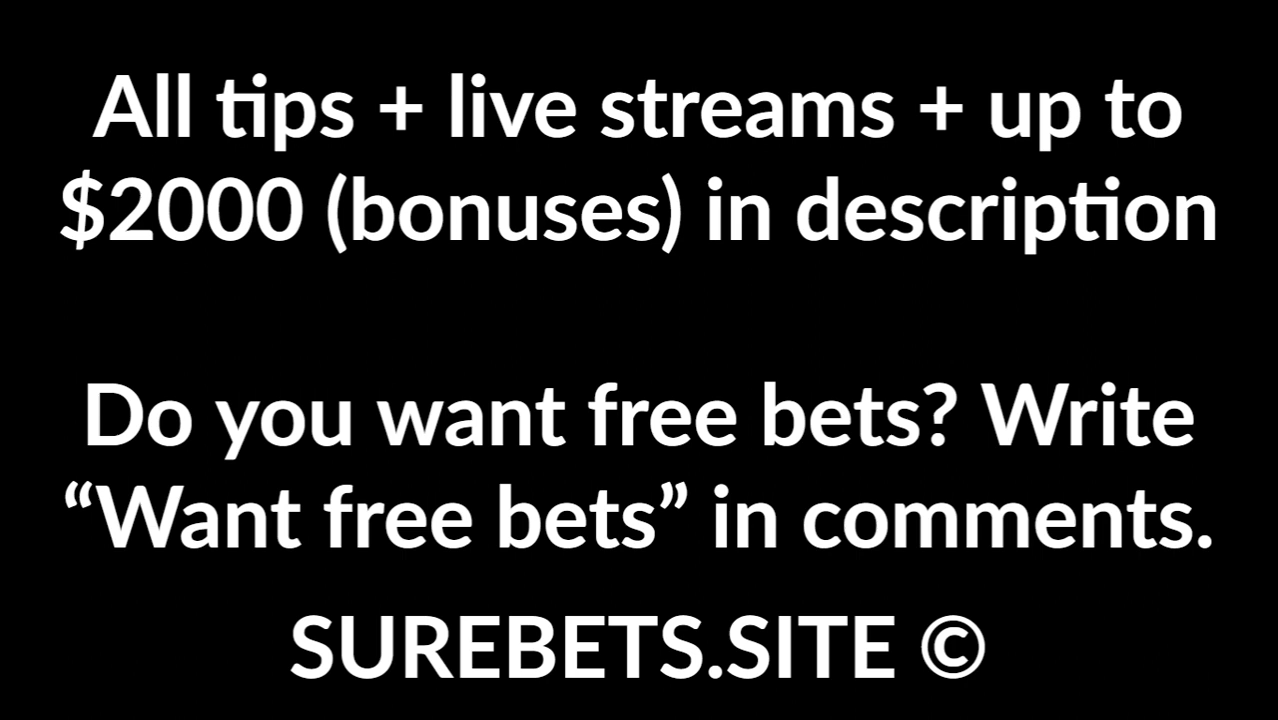 All tips + live streams + up to
$2000 (bonuses) in description
Do you want free bets? Write
“Want free bets” in comments.
SUREBETS.SITE ©